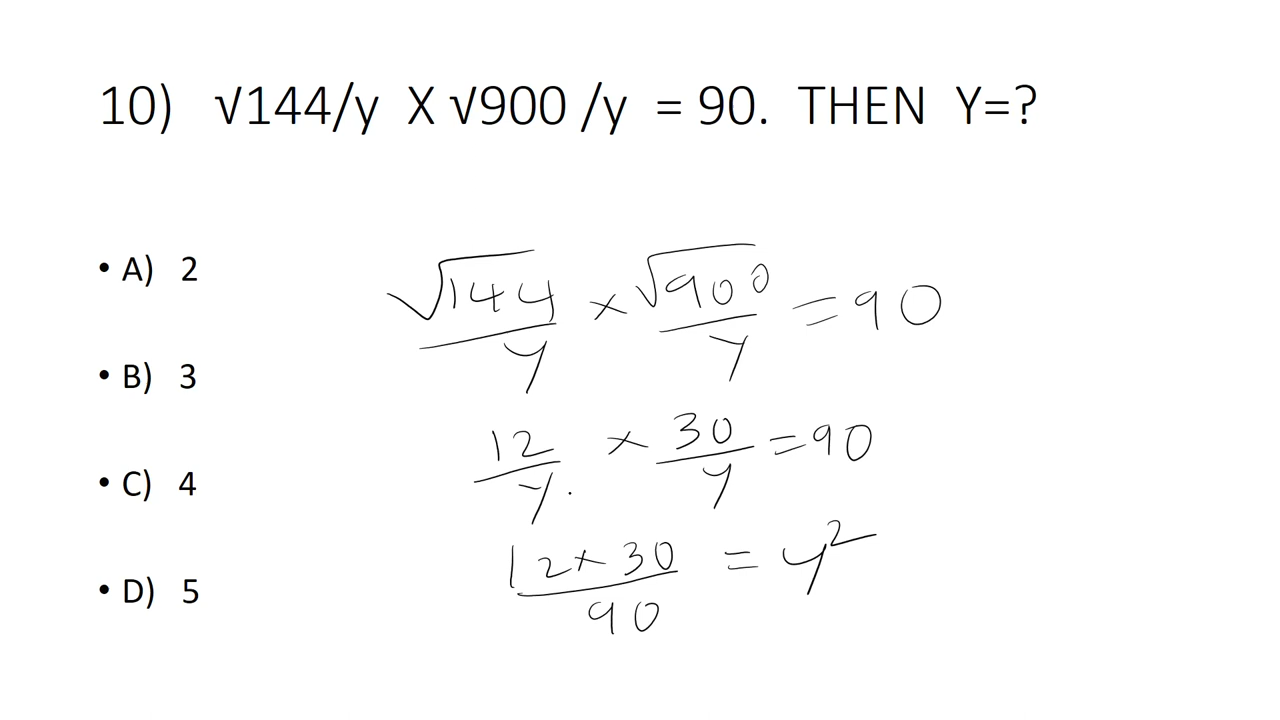 10) √144/y X √900 /y = 90. THEN Y=?
• A) 2
• B) 3
• C) 4
• D) 5
√144/y × √900/y = 90
12/y . × 30/y = 90
12×30/90 = y²